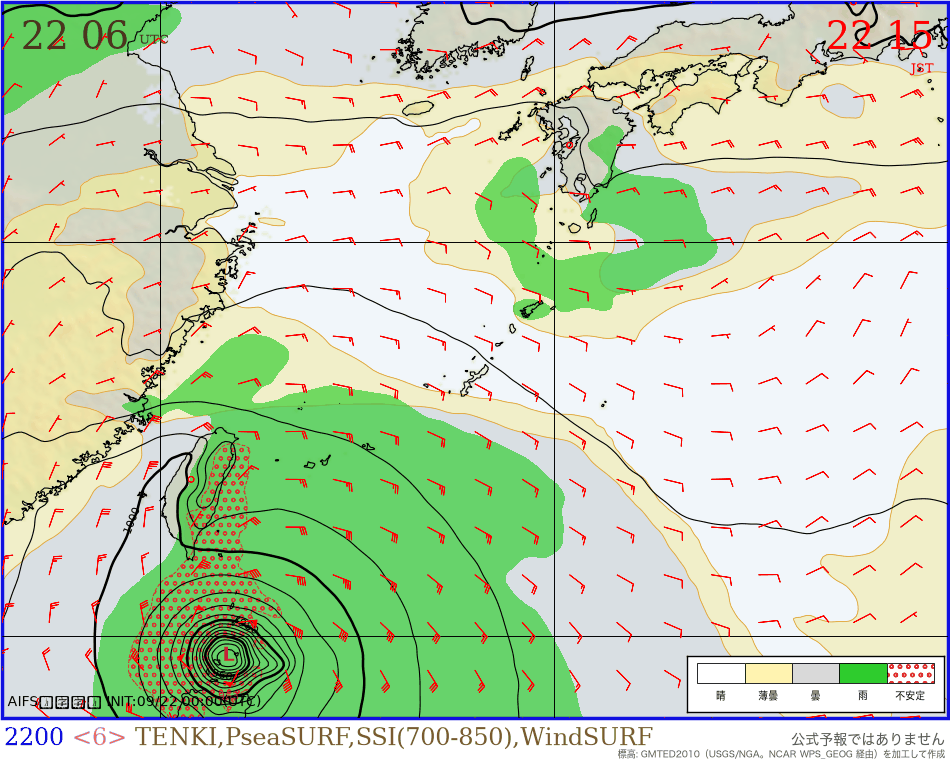 22 06 UTC
22 15
JST
1000
L
晴 薄曇 曇 雨 不安定
AIFS INIT:09/22 00:00(UTC)
2200 <6> TENKI,PseaSURF,SSI(700-850),WindSURF
公式予報ではありません
標高: GMTED2010（USGS/NGA。NCAR WPS_GEOG 経由）を加工して作成